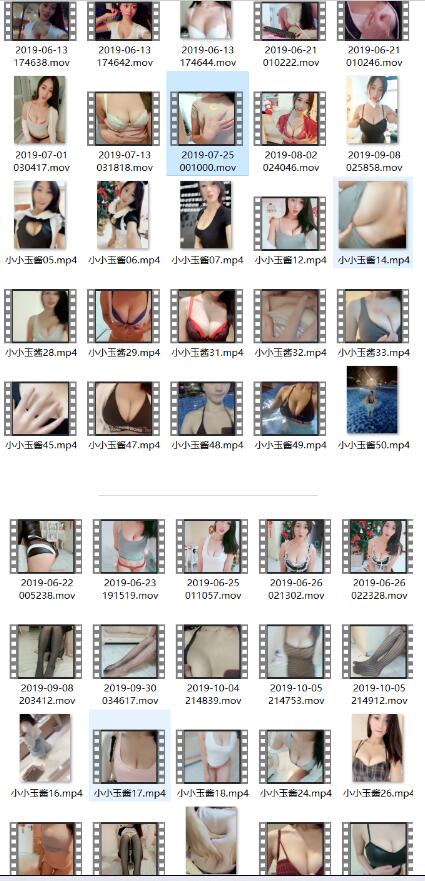 2019-06-13 2019-06-13 2019-06-13 2019-06-21 2019-06-21
174638.mov 174642.mov 174644.mov 010222.mov 010246.mov
2019-07-01 2019-07-13 2019-07-25 2019-08-02 2019-09-08
030417.mov 031818.mov 001000.mov 024046.mov 025858.mov
小小玉酱05.mp4 小小玉酱06.mp4 小小玉酱07.mp4 小小玉酱12.mp4 小小玉酱14.mp4
小小玉酱28.mp4 小小玉酱29.mp4 小小玉酱31.mp4 小小玉酱32.mp4 小小玉酱33.mp4
小小玉酱45.mp4 小小玉酱47.mp4 小小玉酱48.mp4 小小玉酱49.mp4 小小玉酱50.mp4
2019-06-22 2019-06-23 2019-06-25 2019-06-26 2019-06-26
005238.mov 191519.mov 011057.mov 021302.mov 022328.mov
2019-09-08 2019-09-30 2019-10-04 2019-10-05 2019-10-05
203412.mov 034617.mov 214839.mov 214753.mov 214912.mov
小小玉酱16.mp4 小小玉酱17.mp4 小小玉酱18.mp4 小小玉酱24.mp4 小小玉酱26.mp4